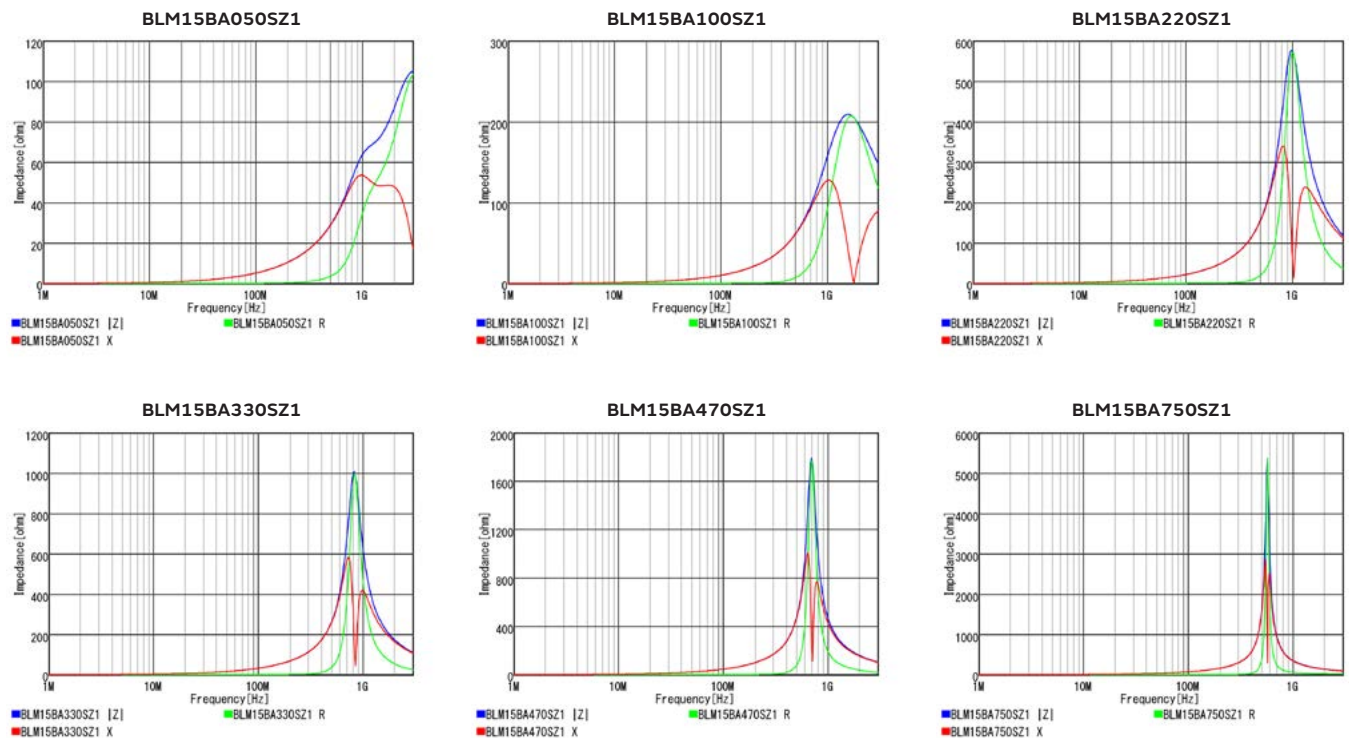 BLM15BA050SZ1
120
100
80
60
40
20
0
Impedance[ohm]
1M 10M 100M 1G
Frequency[Hz]
BLM15BA050SZ1 |Z| BLM15BA050SZ1 R
BLM15BA050SZ1 X
BLM15BA100SZ1
300
200
100
0
Impedance[ohm]
1M 10M 100M 1G
Frequency[Hz]
BLM15BA100SZ1 |Z| BLM15BA100SZ1 R
BLM15BA100SZ1 X
BLM15BA220SZ1
600
500
400
300
200
100
0
Impedance[ohm]
1M 10M 100M 1G
Frequency[Hz]
BLM15BA220SZ1 |Z| BLM15BA220SZ1 R
BLM15BA220SZ1 X
BLM15BA330SZ1
1200
1000
800
600
400
200
0
Impedance[ohm]
1M 10M 100M 1G
Frequency[Hz]
BLM15BA330SZ1 |Z| BLM15BA330SZ1 R
BLM15BA330SZ1 X
BLM15BA470SZ1
2000
1600
1200
800
400
0
Impedance[ohm]
1M 10M 100M 1G
Frequency[Hz]
BLM15BA470SZ1 |Z| BLM15BA470SZ1 R
BLM15BA470SZ1 X
BLM15BA750SZ1
6000
5000
4000
3000
2000
1000
0
Impedance[ohm]
1M 10M 100M 1G
Frequency[Hz]
BLM15BA750SZ1 |Z| BLM15BA750SZ1 R
BLM15BA750SZ1 X